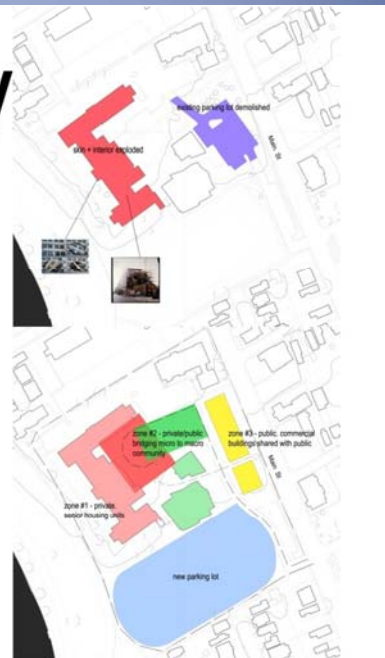 existing parking lot demolished
skin + interior exploded
Main. St
zone #2 - private/public.
bridging micro to macro
community
zone #3 - public. commercial
buildings shared with public
Main. St
zone #1 - private.
senior housing units
new parking lot